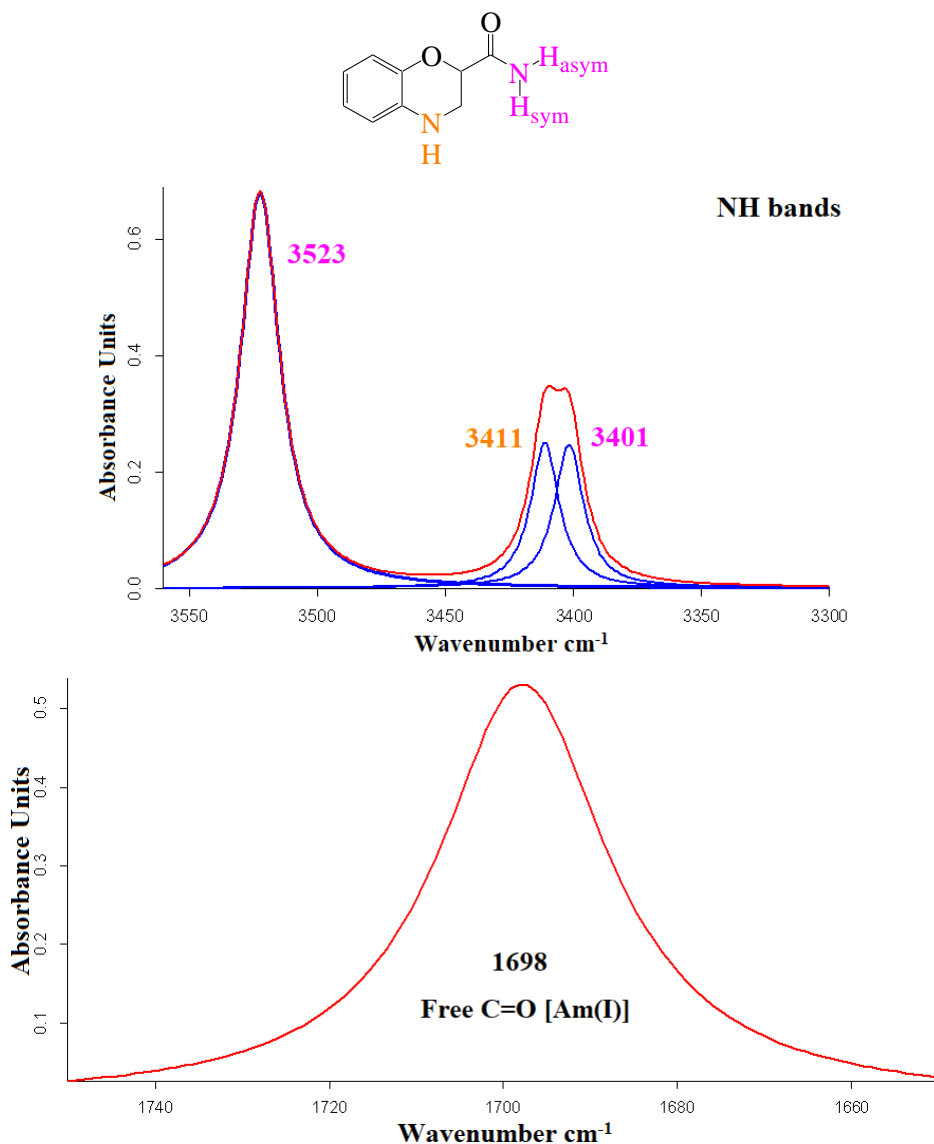 O
O
N
H
asym
H
sym
N
H
NH bands
3523
3411
3401
Absorbance Units
0.0
0.2
0.4
0.6
3550
3500
3450
3400
3350
3300
Wavenumber cm-1
Absorbance Units
0.1
0.2
0.3
0.4
0.5
1698
Free C=O [Am(I)]
1740
1720
1700
1680
1660
Wavenumber cm-1